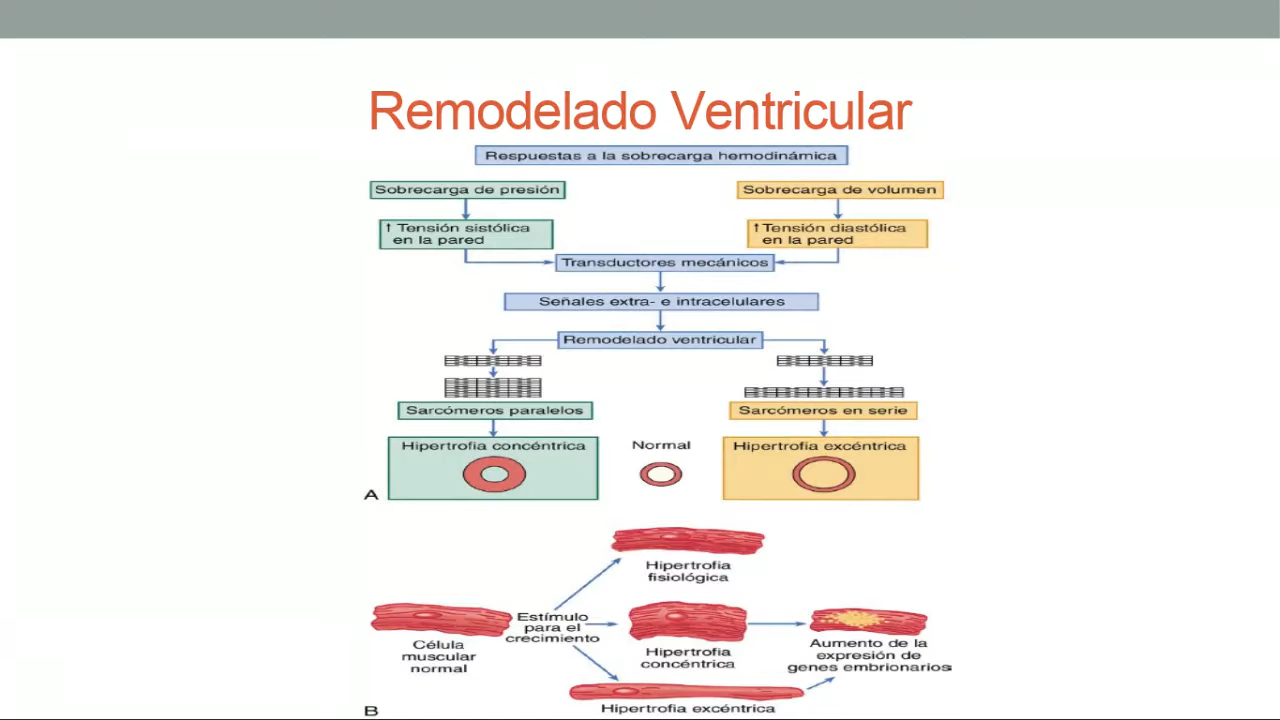 Remodelado Ventricular
Respuestas a la sobrecarga hemodinámica
Sobrecarga de presión
Sobrecarga de volumen
↑ Tensión sistólica
en la pared
↑ Tensión diastólica
en la pared
Transductores mecánicos
Señales extra- e intracelulares
Remodelado ventricular
Sarcómeros paralelos
Sarcómeros en serie
Hipertrofia concéntrica
Normal
Hipertrofia excéntrica
A
Hipertrofia
fisiológica
Estímulo
para el
crecimiento
Célula
muscular
normal
Hipertrofia
concéntrica
Aumento de la
expresión de
genes embrionarios
Hipertrofia excéntrica
B